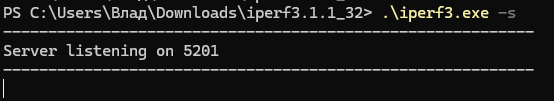 PS C:\Users\Влад\Downloads\iperf3.1.1_32> .\iperf3.exe -s
-----------------------------------------------------------
Server listening on 5201
-----------------------------------------------------------